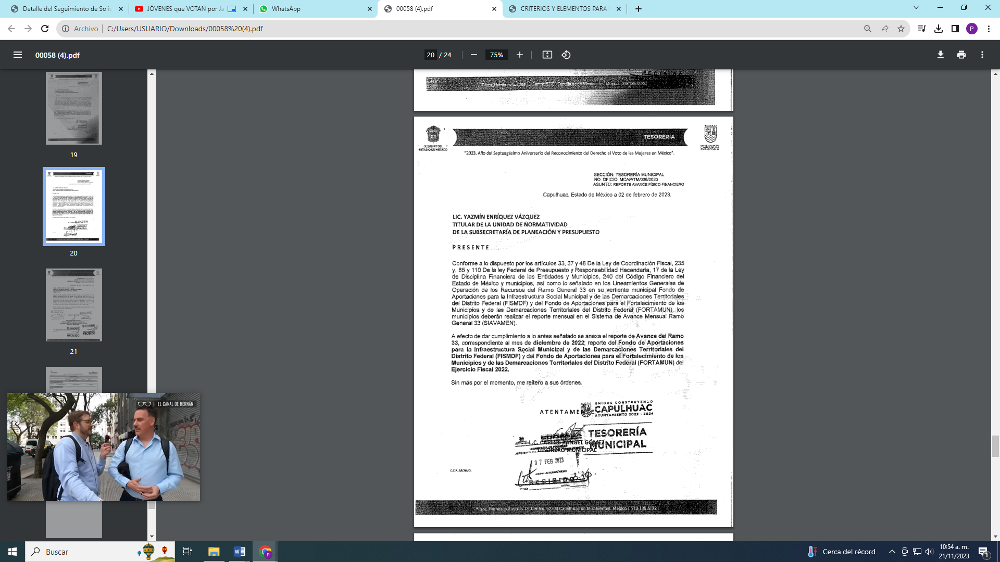 Detalle del Seguimiento de Solic
JÓVENES que VOTAN por Ja
WhatsApp
00058 (4).pdf
CRITERIOS Y ELEMENTOS PARA
Archivo
C:/Users/USUARIO/Downloads/00058%20(4).pdf
P
00058 (4).pdf
20 / 24
75%
19
20
21
Plaza. Hombres Ilustres 13, Centro. 52700 Capulhuac de Mirafuentes. México | 713 135 4172 |
GOBIERNO DEL
ESTADO DE MÉXICO
TESORERÍA
CAPULHUAC
"2023. Año del Septuagésimo Aniversario del Reconocimiento del Derecho al Voto de las Mujeres en México".
SECCIÓN: TESORERÍA MUNICIPAL
NO. OFICIO: MCAP/TM/036/2023
ASUNTO: REPORTE AVANCE FÍSICO-FINANCIERO
Capulhuac, Estado de México a 02 de febrero de 2023.
LIC. YAZMÍN ENRÍQUEZ VÁZQUEZ
TITULAR DE LA UNIDAD DE NORMATIVIDAD
DE LA SUBSECRETARÍA DE PLANEACIÓN Y PRESUPUESTO
P R E S E N T E
Conforme a lo dispuesto por los artículos 33, 37 y 48 De la Ley de Coordinación Fiscal, 235
y, 85 y 110 De la ley Federal de Presupuesto y Responsabilidad Hacendaria, 17 de la Ley
de Disciplina Financiera de las Entidades y Municipios, 240 del Código Financiero del
Estado de México y municipios, así como lo señalado en los Lineamientos Generales de
Operación de los Recursos del Ramo General 33 en su vertiente municipal Fondo de
Aportaciones para la Infraestructura Social Municipal y de las Demarcaciones Territoriales
del Distrito Federal (FISMDF) y del Fondo de Aportaciones para el Fortalecimiento de los
Municipios y de las Demarcaciones Territoriales del Distrito Federal (FORTAMUN), los
municipios deberán realizar el reporte mensual en el Sistema de Avance Mensual Ramo
General 33 (SIAVAMEN).
A efecto de dar cumplimiento a lo antes señalado se anexa el reporte de Avance del Ramo
33, correspondiente al mes de diciembre de 2022; reporte del Fondo de Aportaciones
para la Infraestructura Social Municipal y de las Demarcaciones Territoriales del
Distrito Federal (FISMDF) y del Fondo de Aportaciones para el Fortalecimiento de los
Municipios y de las Demarcaciones Territoriales del Distrito Federal (FORTAMUN) del
Ejercicio Fiscal 2022.
Sin más por el momento, me reitero a sus órdenes.
A T E N T A M E N T E
UNIDOS CONSTRUYENDO
CAPULHUAC
AYUNTAMIENTO 2022 - 2024
TESORERÍA
MUNICIPAL
L.C. CARLOS RANGEL GÓMEZ
TESORERO MUNICIPAL
07 FEB 2023
RECIBIDO
C.C.P. ARCHIVO.
Plaza. Hombres Ilustres 13, Centro. 52700 Capulhuac de Mirafuentes. México | 713 135 4172 |
EL CANAL DE HERNÁN
Buscar
Cerca del récord
10:54 a. m.
21/11/2023
1